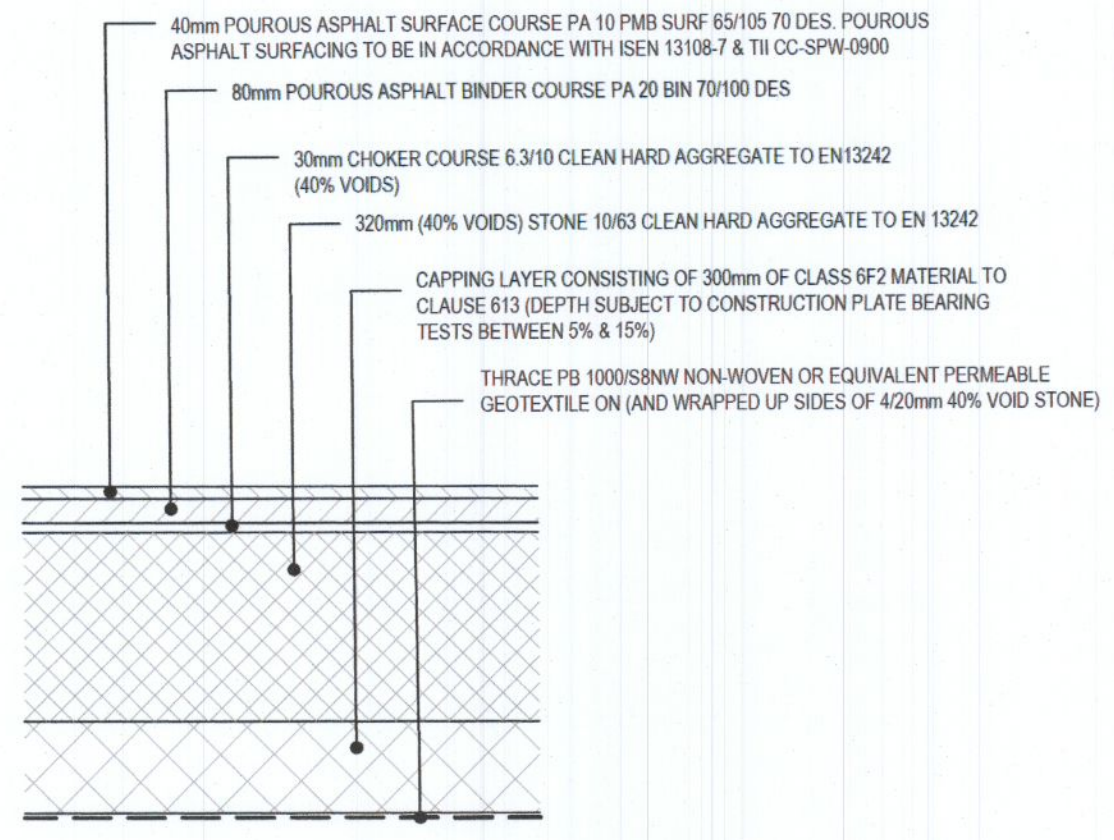 40mm POUROUS ASPHALT SURFACE COURSE PA 10 PMB SURF 65/105 70 DES. POUROUS
ASPHALT SURFACING TO BE IN ACCORDANCE WITH ISEN 13108-7 & TII CC-SPW-0900
80mm POUROUS ASPHALT BINDER COURSE PA 20 BIN 70/100 DES
30mm CHOKER COURSE 6.3/10 CLEAN HARD AGGREGATE TO EN13242
(40% VOIDS)
320mm (40% VOIDS) STONE 10/63 CLEAN HARD AGGREGATE TO EN 13242
CAPPING LAYER CONSISTING OF 300mm OF CLASS 6F2 MATERIAL TO
CLAUSE 613 (DEPTH SUBJECT TO CONSTRUCTION PLATE BEARING
TESTS BETWEEN 5% & 15%)
THRACE PB 1000/S8NW NON-WOVEN OR EQUIVALENT PERMEABLE
GEOTEXTILE ON (AND WRAPPED UP SIDES OF 4/20mm 40% VOID STONE)